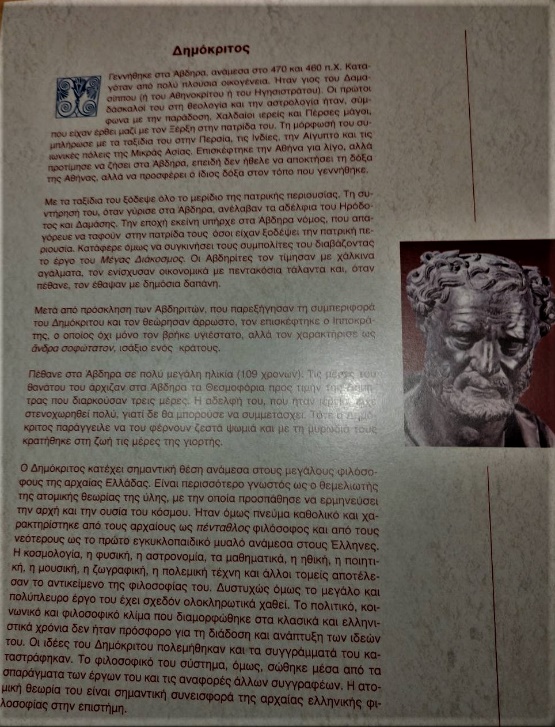 Δημόκριτος
Γεννήθηκε στα Άβδηρα, ανάμεσα στο 470 και 460 π.Χ. Κατα-
γόταν από πολύ πλούσια οικογένεια. Ήταν γιος του Δαμα-
σίππου (ή του Αθηνοκρίτου ή του Ηγησιστράτου). Οι πρώτοι
δάσκαλοί του στη θεολογία και την αστρολογία ήταν, σύμ-
φωνα με την παράδοση, Χαλδαίοι ιερείς και Πέρσες μάγοι,
που είχαν έρθει μαζί με τον Ξέρξη στην πατρίδα του. Τη μόρφωσή του συ-
μπλήρωσε με τα ταξίδια του στην Περσία, τις Ινδίες, την Αίγυπτο και τις
ιωνικές πόλεις της Μικράς Ασίας. Επισκέφτηκε την Αθήνα για λίγο, αλλά
προτίμησε να ζήσει στα Άβδηρα, επειδή δεν ήθελε να αποκτήσει τη δόξα
της Αθήνας, αλλά να προσφέρει ό ίδιος δόξα στον τόπο που γεννήθηκε.
Με τα ταξίδια του ξόδεψε όλο το μερίδιο της πατρικής περιουσίας. Τη συ-
ντήρησή του, όταν γύρισε στα Άβδηρα, ανέλαβαν τα αδέλφια του Ηρόδο-
τος και Δαμάσης. Την εποχή εκείνη υπήρχε στα Άβδηρα νόμος, που απα-
γόρευε να ταφούν στην πατρίδα τους όσοι είχαν ξοδέψει την πατρική πε-
ριουσία. Κατάφερε όμως να συγκινήσει τους συμπολίτες του διαβάζοντας
το έργο του Μέγας Διάκοσμος. Οι Αβδηρίτες τον τίμησαν με χάλκινα
αγάλματα, τον ενίσχυσαν οικονομικά με πεντακόσια τάλαντα και, όταν
πέθανε, τον έθαψαν με δημόσια δαπάνη.
Μετά από πρόσκληση των Αβδηριτών, που παρεξήγησαν τη συμπεριφορά
του Δημόκριτου και τον θεώρησαν άρρωστο, τον επισκέφτηκε ο Ιπποκρά-
της, ο οποίος όχι μόνο τον βρήκε υγιέστατο, αλλά τον χαρακτήρισε ως
άνδρα σοφώτατον, ισάξιο ενός κράτους.
Πέθανε στα Άβδηρα σε πολύ μεγάλη ηλικία (109 χρονών). Τις μέρες του
θανάτου του άρχιζαν στα Άβδηρα τα Θεσμοφόρια προς τιμήν της Δήμη-
τρας που διαρκούσαν τρεις μέρες. Η αδελφή του, που ήταν ιέρεια, είχε
στενοχωρηθεί πολύ, γιατί δε θα μπορούσε να συμμετάσχει. Τότε ο Δημό-
κριτος παράγγειλε να του φέρνουν ζεστά ψωμιά και με τη μυρωδιά τους
κρατήθηκε στη ζωή τις μέρες της γιορτής.
Ο Δημόκριτος κατέχει σημαντική θέση ανάμεσα στους μεγάλους φιλοσό-
φους της αρχαίας Ελλάδας. Είναι περισσότερο γνωστός ως ο θεμελιωτής
της ατομικής θεωρίας της ύλης, με την οποία προσπάθησε να ερμηνεύσει
την αρχή και την ουσία του κόσμου. Ήταν όμως πνεύμα καθολικό και χα-
ρακτηρίστηκε από τους αρχαίους ως πένταθλος φιλόσοφος και από τους
νεότερους ως το πρώτο εγκυκλοπαιδικό μυαλό ανάμεσα στους Έλληνες.
Η κοσμολογία, η φυσική, η αστρονομία, τα μαθηματικά, η ηθική, η ποιητι-
κή, η μουσική, η ζωγραφική, η πολεμική τέχνη και άλλοι τομείς αποτέλε-
σαν το αντικείμενο της φιλοσοφίας του. Δυστυχώς όμως το μεγάλο και
πολύπλευρο έργο του έχει σχεδόν ολοκληρωτικά χαθεί. Το πολιτικό, κοι-
νωνικό και φιλοσοφικό κλίμα που διαμορφώθηκε στα κλασικά και ελληνι-
στικά χρόνια δεν ήταν πρόσφορο για τη διάδοση και ανάπτυξη των ιδεών
του. Οι ιδέες του Δημόκριτου πολεμήθηκαν και τα συγγράμματά του κα-
ταστράφηκαν. Το φιλοσοφικό του σύστημα, όμως, σώθηκε μέσα από τα
σπαράγματα των έργων του και τις αναφορές άλλων συγγραφέων. Η ατο-
μική θεωρία του είναι σημαντική συνεισφορά της αρχαίας ελληνικής φι-
λοσοφίας στην επιστήμη.